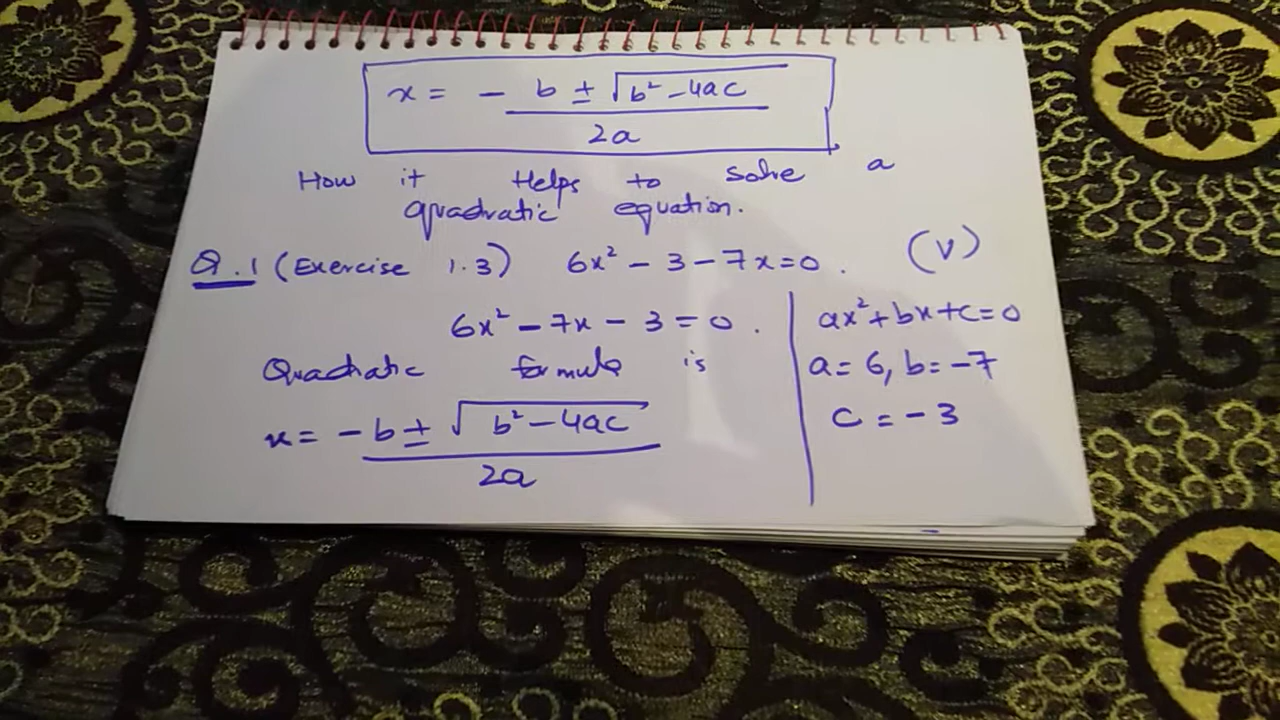 x = - b ± √b² - 4ac
2a
How it Helps to solve a
quadratic equation.
Q.1 (Exercise 1.3) 6x² - 3 - 7x = 0. (V)
6x² - 7x - 3 = 0.
Quadratic formula is
x = -b ± √b² - 4ac
2a
ax² + bx + c = 0
a = 6, b = -7
c = -3